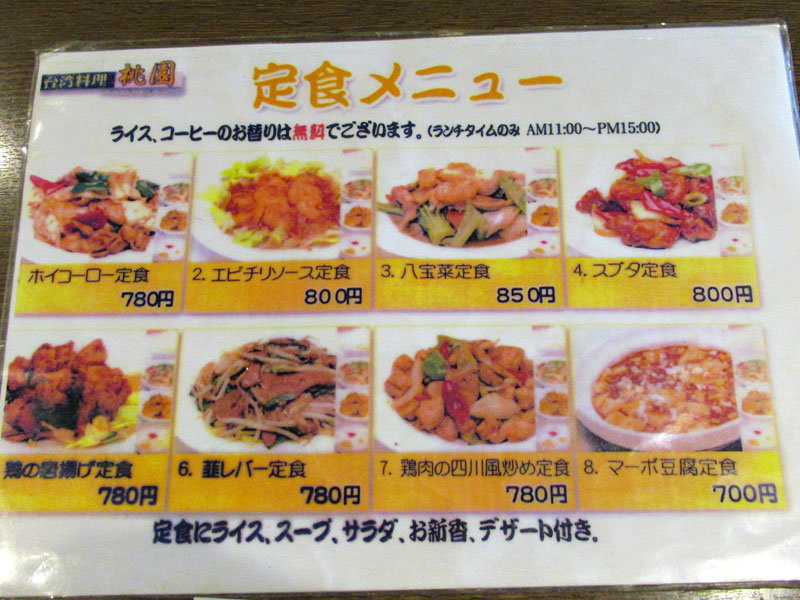 台湾料理 桃園
定食メニュー
ライス、コーヒーのお替りは無料でございます。(ランチタイムのみ AM11:00～PM15:00)
. ホイコーロー定食
780円
2. エビチリソース定食
800円
3. 八宝菜定食
850円
4. スブタ定食
800円
鶏の唐揚げ定食
780円
6. 韮レバー定食
780円
7. 鶏肉の四川風炒め定食
780円
8. マーボ豆腐定食
700円
定食にライス、スープ、サラダ、お新香、デザート付き。